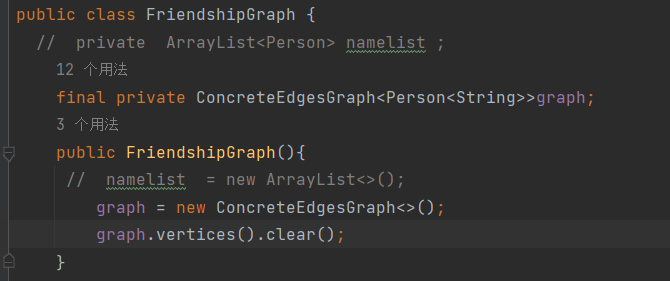 public class FriendshipGraph {
//  private  ArrayList<Person> namelist ;
12 个用法
final private ConcreteEdgesGraph<Person<String>>graph;
3 个用法
public FriendshipGraph(){
//  namelist  = new ArrayList<>();
graph = new ConcreteEdgesGraph<>();
graph.vertices().clear();
}